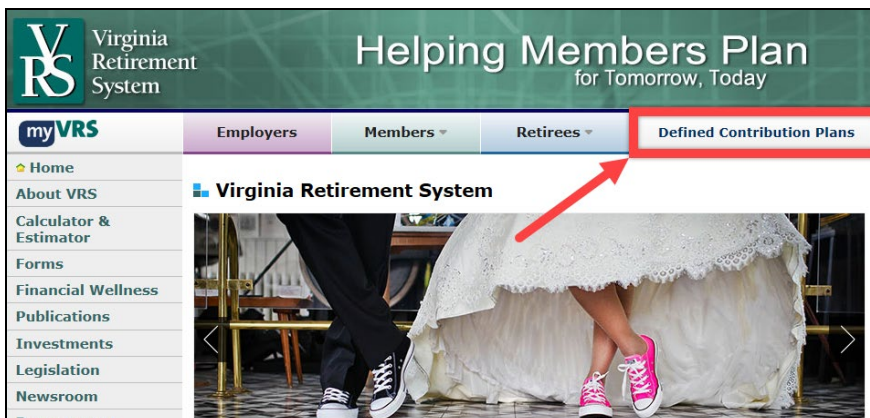 VRS
Virginia
Retirement
System
Helping Members Plan
for Tomorrow, Today
myVRS
Employers
Members
Retirees
Defined Contribution Plans
Home
About VRS
Calculator &
Estimator
Forms
Financial Wellness
Publications
Investments
Legislation
Newsroom
Virginia Retirement System